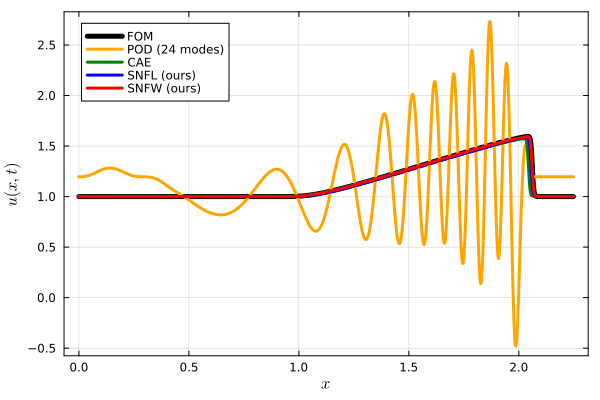 FOM
POD (24 modes)
CAE
SNFL (ours)
SNFW (ours)
u(x, t)
2.5
2.0
1.5
1.0
0.5
0.0
−0.5
0.0 0.5 1.0 1.5 2.0
x